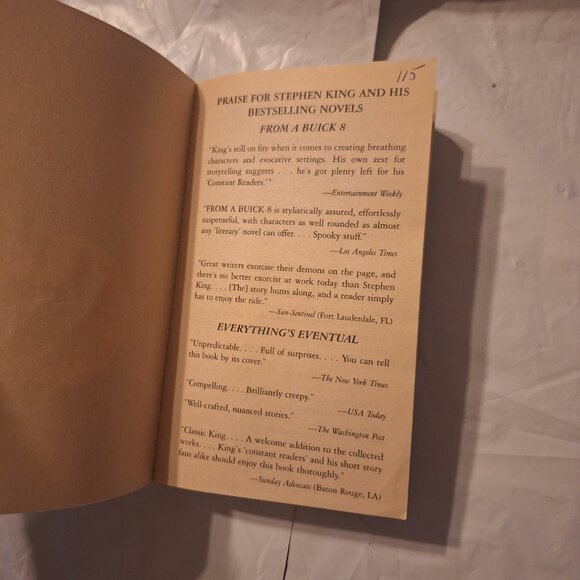 115
PRAISE FOR STEPHEN KING AND HIS
BESTSELLING NOVELS
FROM A BUICK 8
"King's still on fire when it comes to creating breathing
characters and evocative settings. His own zest for
storytelling suggests . . . he's got plenty left for his
'Constant Readers.'"
—Entertainment Weekly
"FROM A BUICK 8 is stylistically assured, effortlessly
suspenseful, with characters as well rounded as almost
any 'literary' novel can offer. . . . Spooky stuff."
—Los Angeles Times
"Great writers exorcise their demons on the page, and
there's no better exorcist at work today than Stephen
King. . . . [The] story hums along, and a reader simply
has to enjoy the ride."
—Sun-Sentinel (Fort Lauderdale, FL)
EVERYTHING'S EVENTUAL
"Unpredictable. . . . Full of surprises. . . . You can tell
this book by its cover."
—The New York Times
"Compelling. . . . Brilliantly creepy."
—USA Today
"Well-crafted, nuanced stories."
—The Washington Post
"Classic King. . . . A welcome addition to the collected
works. . . . King's 'constant readers' and his short story
fans alike should enjoy this book thoroughly."
—Sunday Advocate (Baton Rouge, LA)